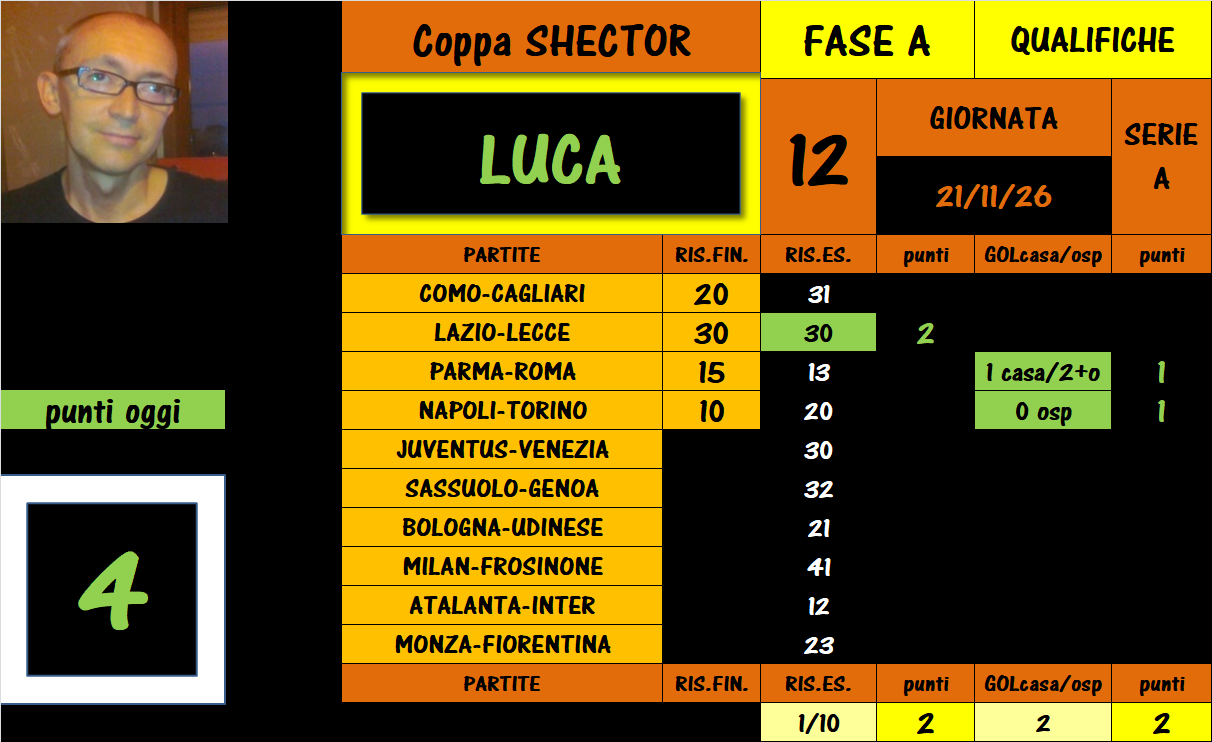 Coppa SHECTOR FASE A QUALIFICHE
LUCA 12 GIORNATA SERIE A
21/11/26
PARTITE RIS.FIN. RIS.ES. punti GOLcasa/osp punti
COMO-CAGLIARI 20 31
LAZIO-LECCE 30 30 2
PARMA-ROMA 15 13 1 casa/2+o 1
punti oggi
NAPOLI-TORINO 10 20 0 osp 1
JUVENTUS-VENEZIA 30
4
SASSUOLO-GENOA 32
BOLOGNA-UDINESE 21
MILAN-FROSINONE 41
ATALANTA-INTER 12
MONZA-FIORENTINA 23
PARTITE RIS.FIN. RIS.ES. punti GOLcasa/osp punti
1/10 2 2 2